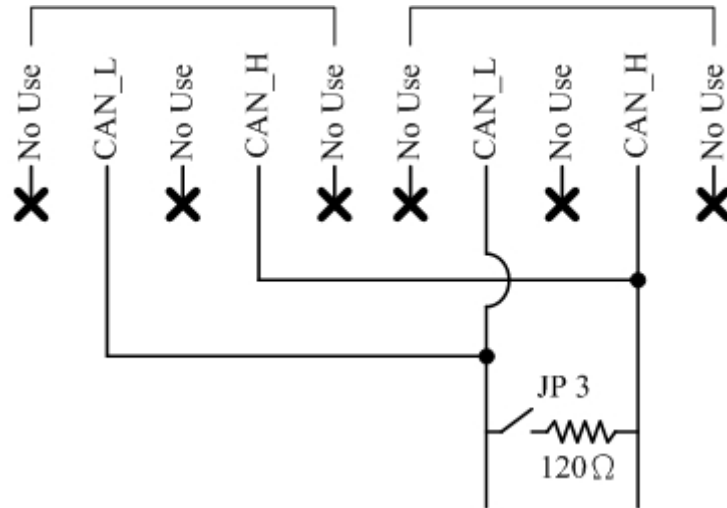 No Use
CAN_L
No Use
CAN_H
No Use
No Use
CAN_L
No Use
CAN_H
No Use
JP 3
120Ω